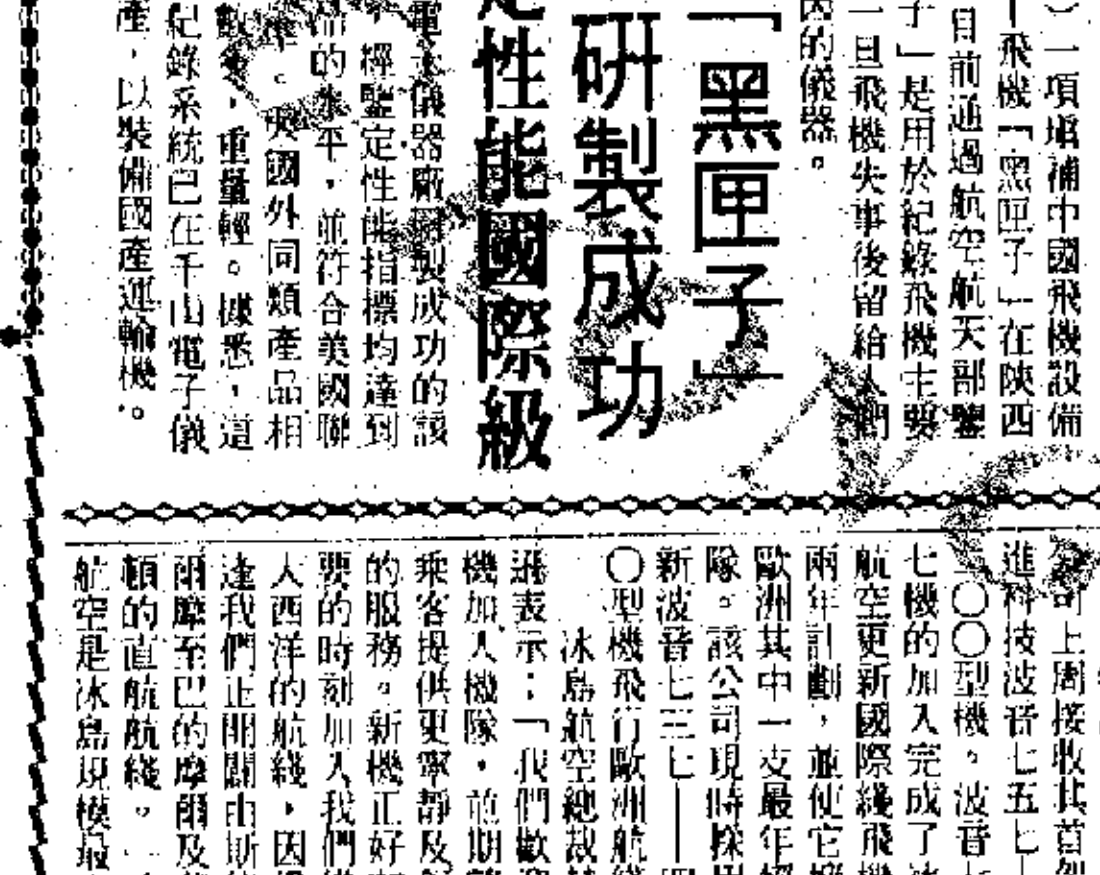 ）一項塡補中國飛機設備
—飛機「黑匣子」在陝西
目前通過航空航天部鑒
子」是用於紀錄飛機主要
一旦飛機失事後留給人們
因的儀器。
「黑匣子」
研製成功
性能國際級
儀器廠研製成功的該
，經鑒定性能指標均達到
的水平，並符合美國聯
。與國外同類產品相
，重量輕。據悉，這
紀錄系統已在千山電子儀
產，以裝備國產運輸機。
公司上周接收其首
進科技波音七五七—
二〇〇型機。波音七
七機的加入完成了
航空更新國際綫飛機
兩年計劃，並使它
歐洲其中一支最年
隊。該公司現時採用
新波音七三七——四
〇型機飛行歐洲航綫
冰島航空總裁
遜表示：「我們歡迎
機加入機隊，並期
乘客提供更寧靜及
的服務。新機正好
要的時刻加入我們
大西洋的航綫，因
達我們正開闢由斯
爾摩至巴的摩爾及
頓的直航航綫。」
航空是冰島規模最